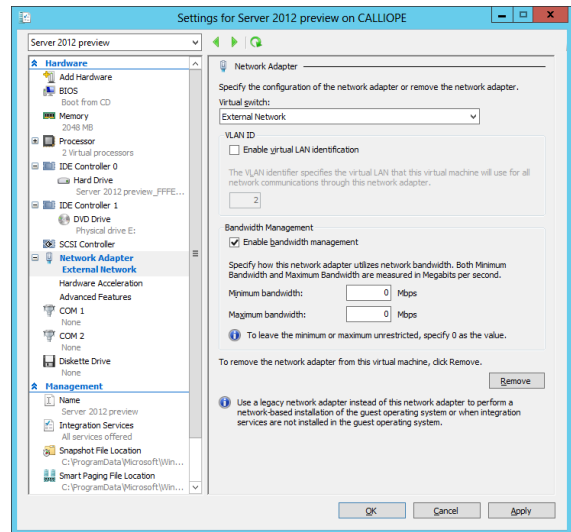 Settings for Server 2012 preview on CALLIOPE
Server 2012 preview
Hardware
Add Hardware
BIOS
Boot from CD
Memory
2048 MB
Processor
2 Virtual processors
IDE Controller 0
Hard Drive
Server 2012 preview_FFFE...
IDE Controller 1
DVD Drive
Physical drive E:
SCSI Controller
Network Adapter
External Network
Hardware Acceleration
Advanced Features
COM 1
None
COM 2
None
Diskette Drive
None
Management
Name
Server 2012 preview
Integration Services
All services offered
Snapshot File Location
C:\ProgramData\Microsoft\Win...
Smart Paging File Location
C:\ProgramData\Microsoft\Win...
Network Adapter
Specify the configuration of the network adapter or remove the network adapter.
Virtual switch:
External Network
VLAN ID
Enable virtual LAN identification
The VLAN identifier specifies the virtual LAN that this virtual machine will use for all
network communications through this network adapter.
2
Bandwidth Management
Enable bandwidth management
Specify how this network adapter utilizes network bandwidth. Both Minimum
Bandwidth and Maximum Bandwidth are measured in Megabits per second.
Minimum bandwidth: 0 Mbps
Maximum bandwidth: 0 Mbps
To leave the minimum or maximum unrestricted, specify 0 as the value.
To remove the network adapter from this virtual machine, click Remove.
Remove
Use a legacy network adapter instead of this network adapter to perform a
network-based installation of the guest operating system or when integration
services are not installed in the guest operating system.
OK Cancel Apply